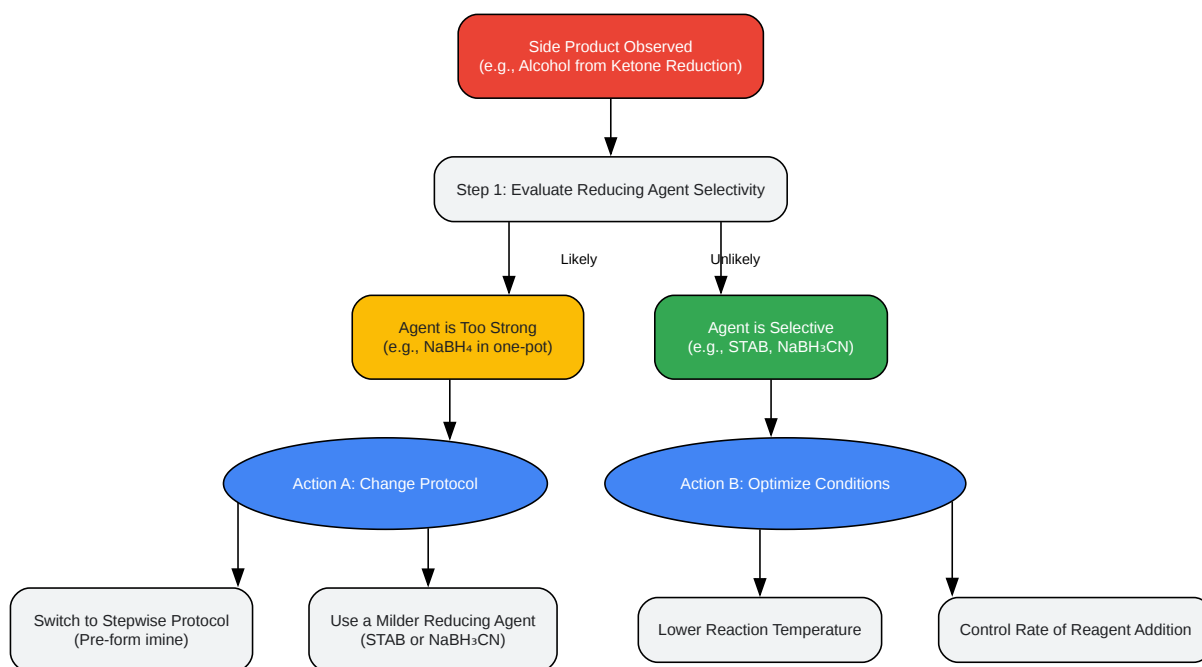 Side Product Observed
(e.g., Alcohol from Ketone Reduction)
Step 1: Evaluate Reducing Agent Selectivity
Likely
Unlikely
Agent is Too Strong
(e.g., NaBH₄ in one-pot)
Agent is Selective
(e.g., STAB, NaBH₃CN)
Action A: Change Protocol
Action B: Optimize Conditions
Switch to Stepwise Protocol
(Pre-form imine)
Use a Milder Reducing Agent
(STAB or NaBH₃CN)
Lower Reaction Temperature
Control Rate of Reagent Addition